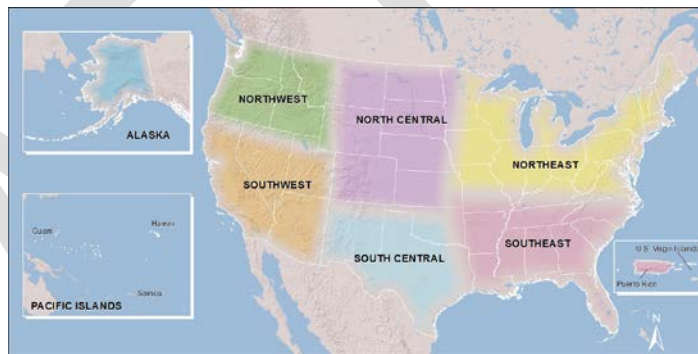 ALASKA
NORTHWEST
NORTH CENTRAL
NORTHEAST
SOUTHWEST
Guam
Hawaii
SOUTH CENTRAL
SOUTHEAST
U.S. Virgin Islands
Puerto Rico
Samoa
PACIFIC ISLANDS
N